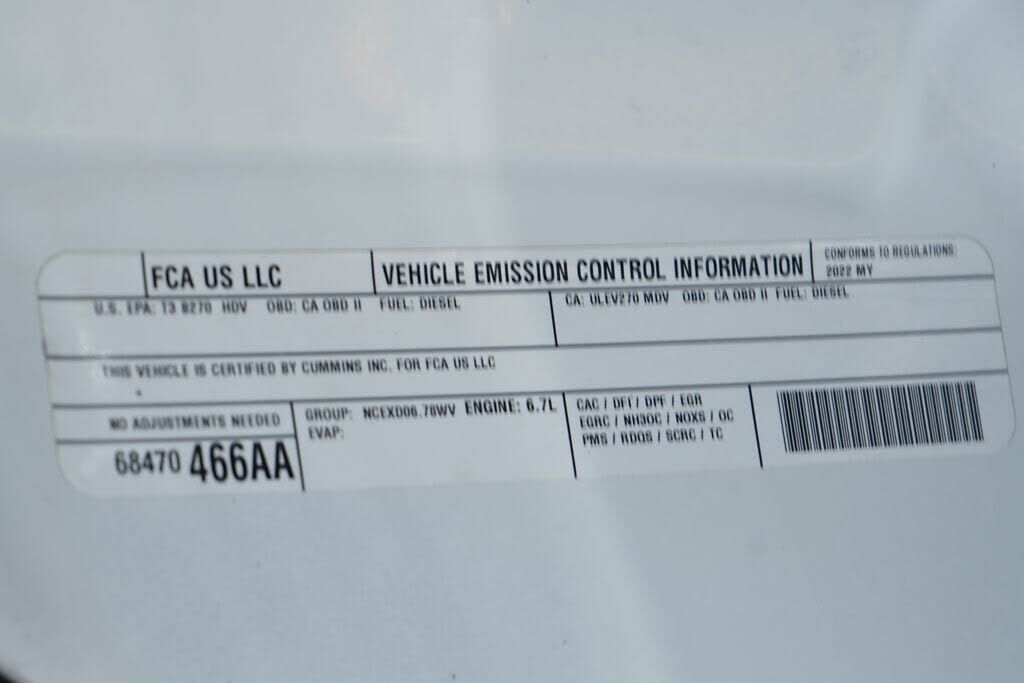 FCA US LLC
VEHICLE EMISSION CONTROL INFORMATION
CONFORMS TO REGULATIONS:
2022 MY
U.S. EPA: T3 B270 HDV OBD: CA OBD II FUEL: DIESEL
CA: ULEV270 MDV OBD: CA OBD II FUEL: DIESEL
THIS VEHICLE IS CERTIFIED BY CUMMINS INC. FOR FCA US LLC
NO ADJUSTMENTS NEEDED
68470 466AA
GROUP: NCEXD06.78WV ENGINE: 6.7L
EVAP:
CAC / DFI / DPF / EGR
EGRC / NH3OC / NOXS / OC
PMS / RDQS / SCRC / TC